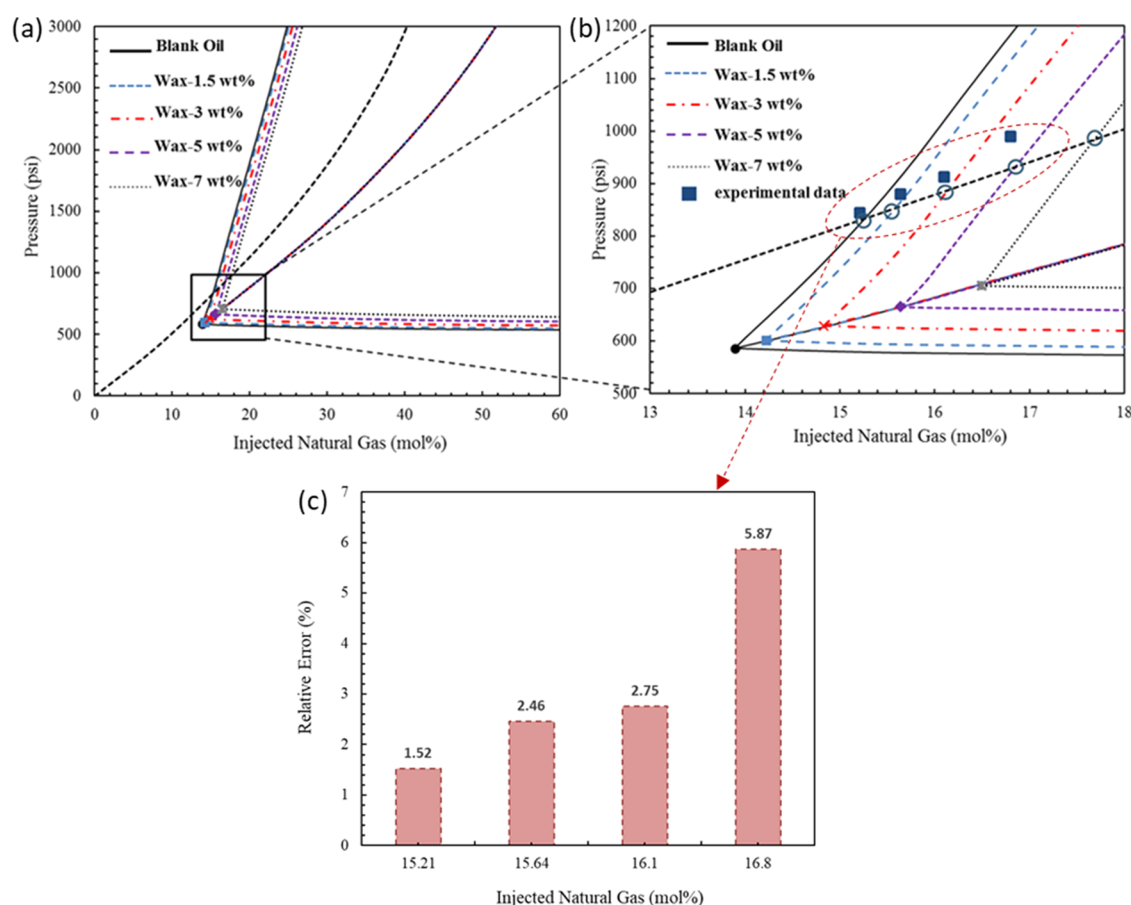 (a)
3000
2500
2000
1500
1000
500
0
Pressure (psi)
Blank Oil
Wax-1.5 wt%
Wax-3 wt%
Wax-5 wt%
Wax-7 wt%
0 10 20 30 40 50 60
Injected Natural Gas (mol%)
(b)
1200
1100
1000
900
800
700
600
500
Pressure (psi)
Blank Oil
Wax-1.5 wt%
Wax-3 wt%
Wax-5 wt%
Wax-7 wt%
experimental data
13 14 15 16 17 18
Injected Natural Gas (mol%)
(c)
7
6
5
4
3
2
1
0
Relative Error (%)
1.52
2.46
2.75
5.87
15.21 15.64 16.1 16.8
Injected Natural Gas (mol%)